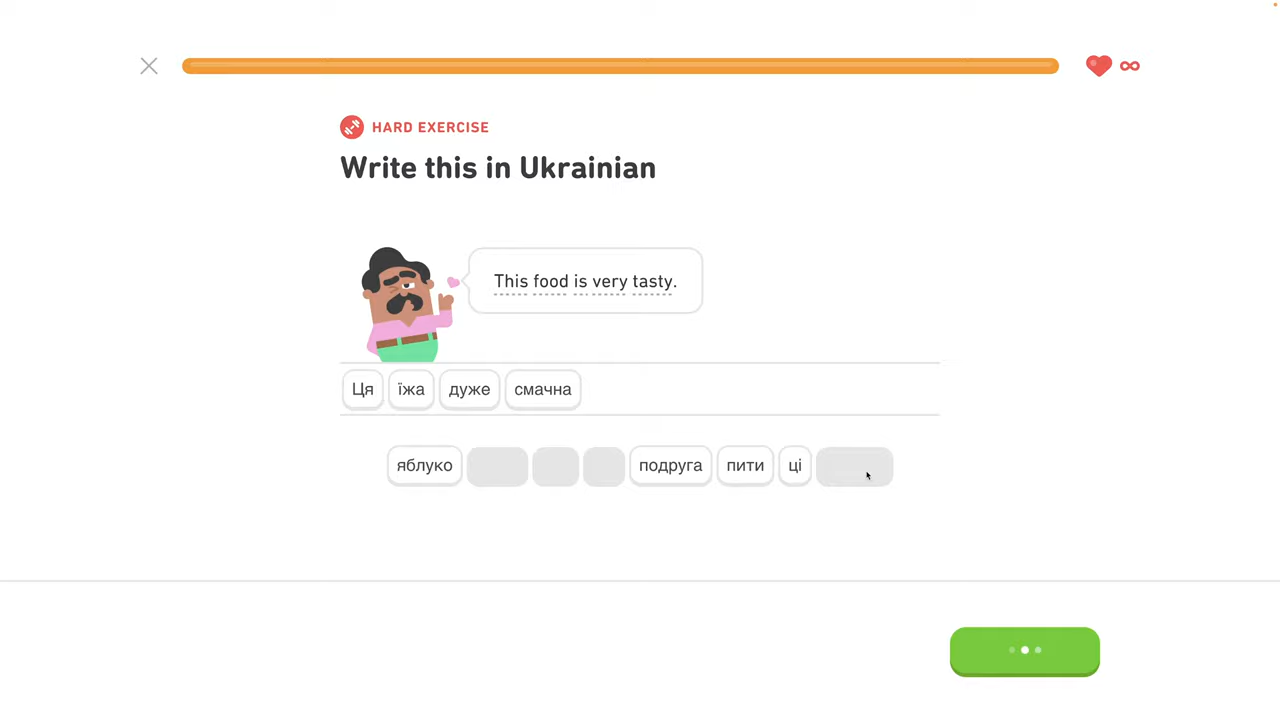 ∞
HARD EXERCISE
Write this in Ukrainian
This food is very tasty.
Ця їжа дуже смачна
яблуко подруга пити ці